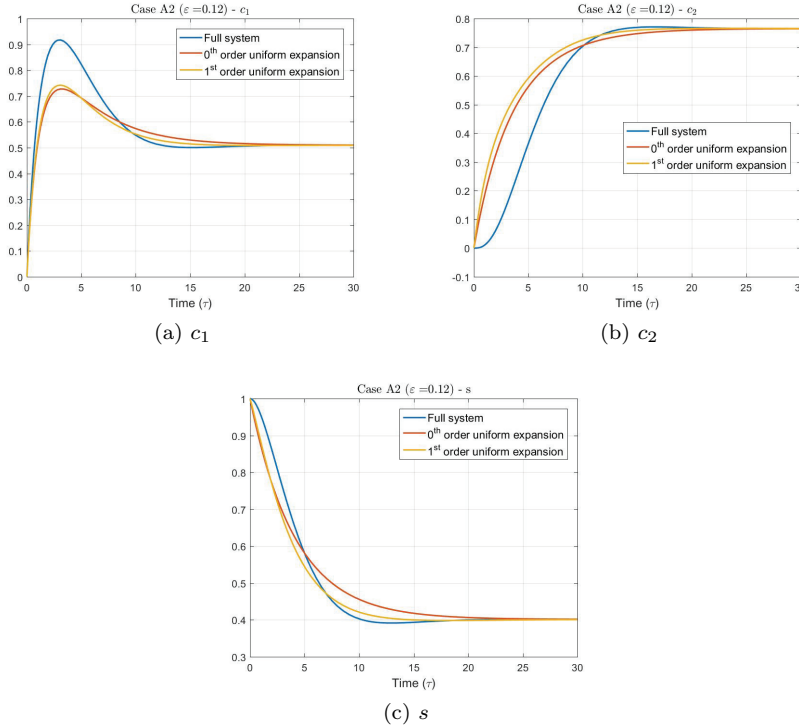 Case A2 (ε =0.12) - c₁
Full system
0th order uniform expansion
1st order uniform expansion
1
0.9
0.8
0.7
0.6
0.5
0.4
0.3
0.2
0.1
0
0 5 10 15 20 25 30
Time (τ)
(a) c₁
Case A2 (ε =0.12) - c₂
0.8
0.7
0.6
0.5
0.4
0.3
0.2
0.1
0
-0.1
Full system
0th order uniform expansion
1st order uniform expansion
0 5 10 15 20 25 30
Time (τ)
(b) c₂
Case A2 (ε =0.12) - s
Full system
0th order uniform expansion
1st order uniform expansion
1
0.9
0.8
0.7
0.6
0.5
0.4
0.3
0 5 10 15 20 25 30
Time (τ)
(c) s